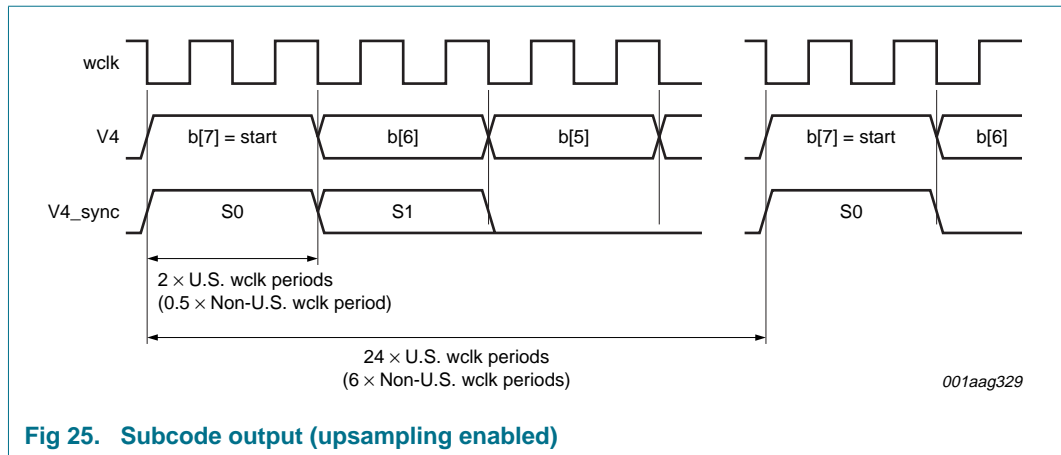 wclk
V4
b[7] = start
b[6]
b[5]
b[7] = start
b[6]
V4_sync
S0
S1
S0
2 × U.S. wclk periods
(0.5 × Non-U.S. wclk period)
24 × U.S. wclk periods
(6 × Non-U.S. wclk periods)
001aag329
Fig 25. Subcode output (upsampling enabled)